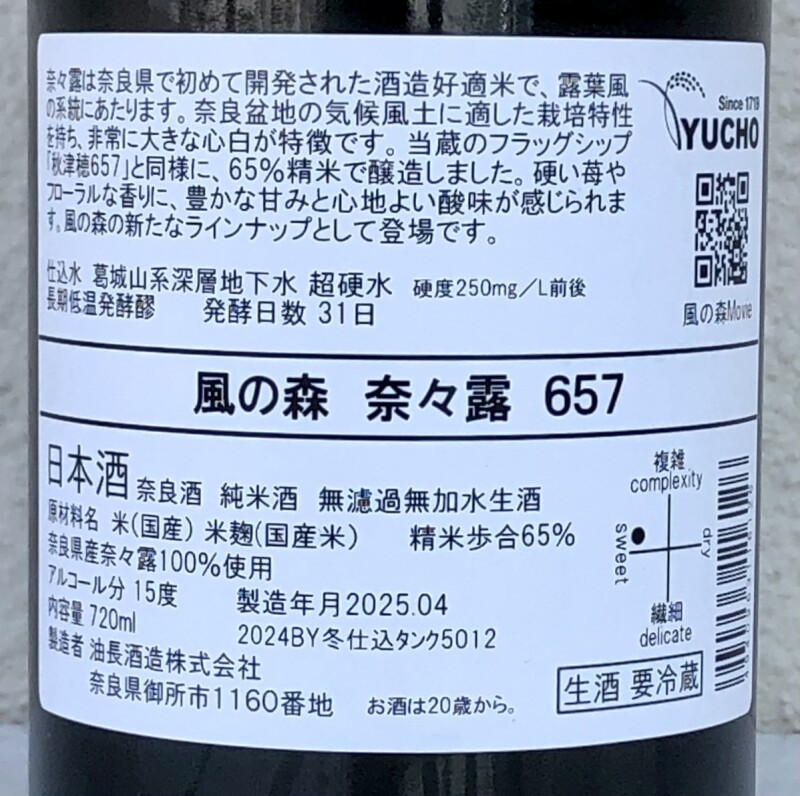 奈々露は奈良県で初めて開発された酒造好適米で、露葉風
の系統にあたります。奈良盆地の気候風土に適した栽培特性
を持ち、非常に大きな心白が特徴です。当蔵のフラッグシップ
「秋津穂657」と同様に、65%精米で醸造しました。硬い苺や
フローラルな香りに、豊かな甘みと心地よい酸味が感じられま
す。風の森の新たなラインナップとして登場です。
Since 1719
YUCHO
風の森Movie
仕込水 葛城山系深層地下水 超硬水 硬度250mg/L前後
長期低温発酵醪 発酵日数 31日
風の森 奈々露 657
日本酒 奈良酒 純米酒 無濾過無加水生酒
原材料名 米(国産) 米麹(国産米) 精米歩合65%
奈良県産奈々露100%使用
アルコール分 15度 製造年月2025.04
内容量 720ml 2024BY冬仕込タンク5012
製造者 油長酒造株式会社
奈良県御所市1160番地 お酒は20歳から。
複雑
complexity
sweet
dry
繊細
delicate
生酒 要冷蔵